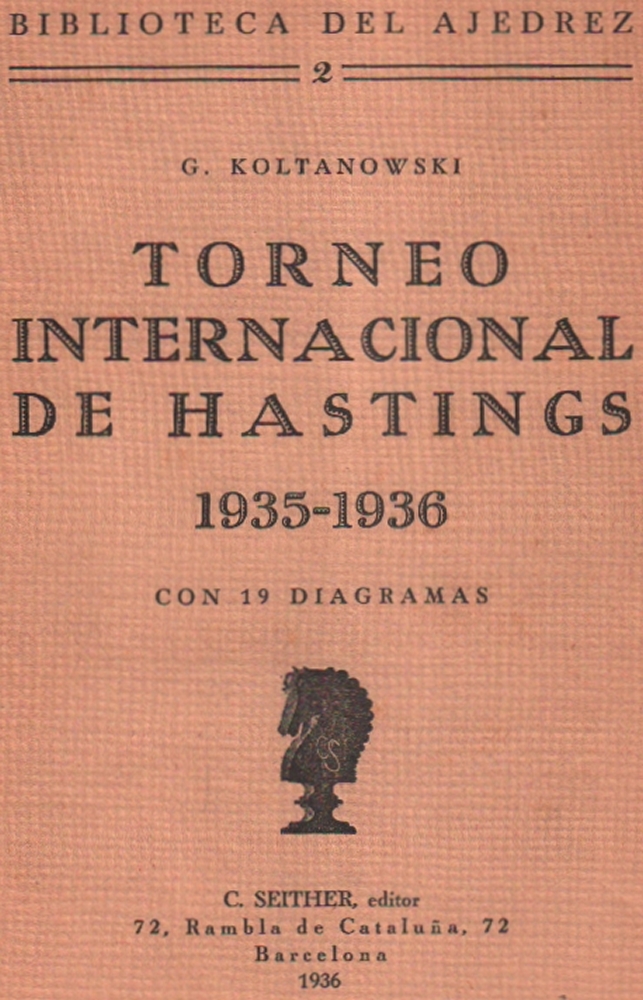 BIBLIOTECA DEL AJEDREZ
2
G. KOLTANOWSKI
TORNEO
INTERNACIONAL
DE HASTINGS
1935-1936
CON 19 DIAGRAMAS
CS
C. SEITHER, editor
72, Rambla de Cataluña, 72
Barcelona
1936